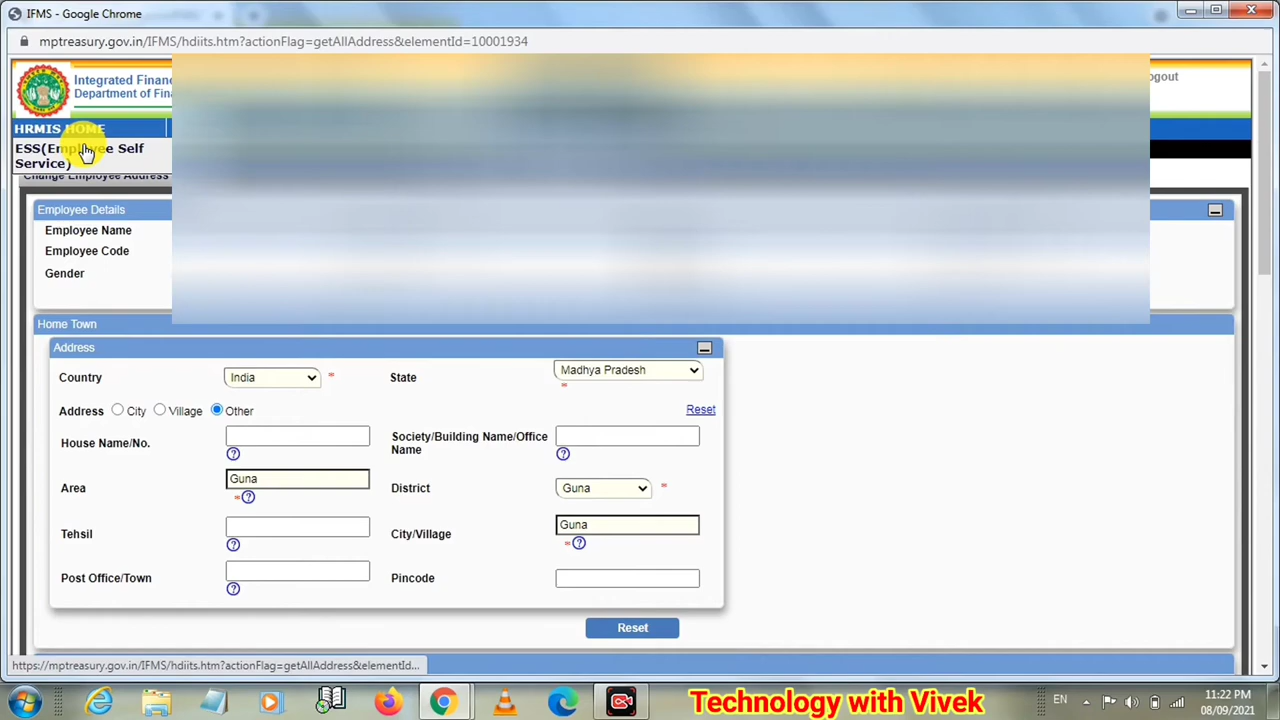 IFMS - Google Chrome
mptreasury.gov.in/IFMS/hdiits.htm?actionFlag=getAllAddress&elementId=10001934
Integrated Finan
Department of Fina
ogout
HRMIS HOME
ESS(Employee Self
Service)
Change Employee Address
Employee Details
Employee Name
Employee Code
Gender
Home Town
Address
Country India * State Madhya Pradesh *
Address City Village Other Reset
House Name/No. ? Society/Building Name/Office
Name ?
Area Guna * ? District Guna *
Tehsil ? City/Village Guna * ?
Post Office/Town ? Pincode
Reset
https://mptreasury.gov.in/IFMS/hdiits.htm?actionFlag=getAllAddress&elementId...
Technology with Vivek
EN
11:22 PM
08/09/2021